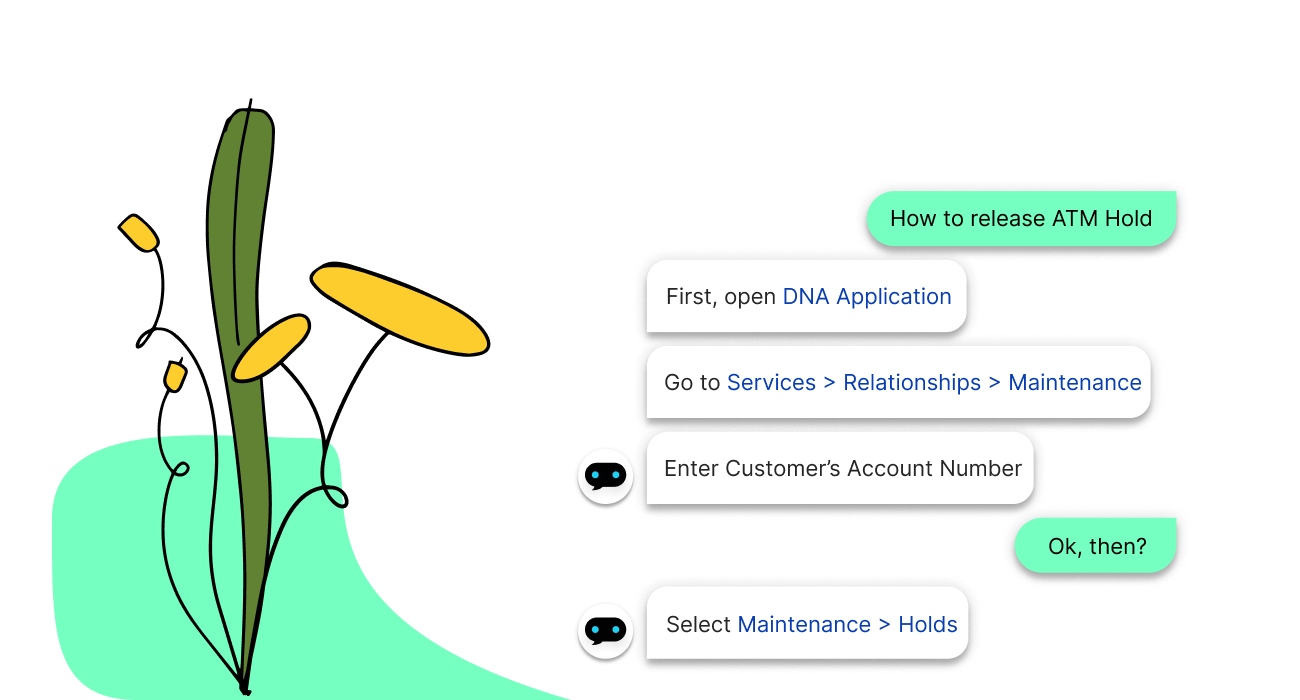 How to release ATM Hold
First, open DNA Application
Go to Services > Relationships > Maintenance
Enter Customer’s Account Number
Ok, then?
Select Maintenance > Holds